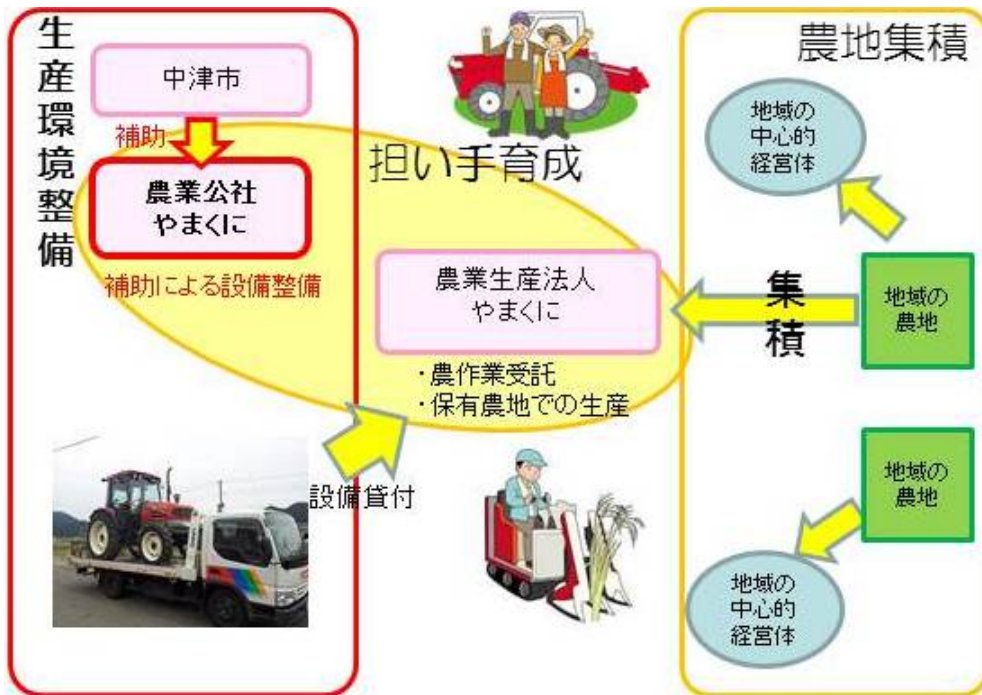 生産環境整備
中津市
補助
農業公社
やまくに
補助による設備整備
担い手育成
農業生産法人
やまくに
・農作業受託
・保有農地での生産
設備貸付
農地集積
地域の
中心的
経営体
集積
地域の
農地
地域の
農地
地域の
中心的
経営体